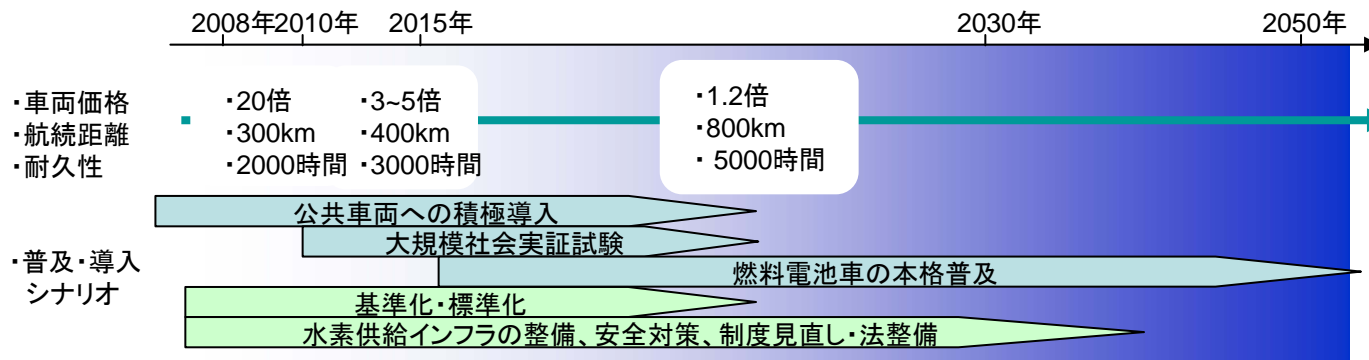 2008年 2010年 2015年 2030年 2050年
・車両価格
・航続距離
・耐久性
・20倍
・300km
・2000時間
・3~5倍
・400km
・3000時間
・1.2倍
・800km
・ 5000時間
・普及・導入
シナリオ
公共車両への積極導入
大規模社会実証試験
燃料電池車の本格普及
基準化・標準化
水素供給インフラの整備、安全対策、制度見直し・法整備